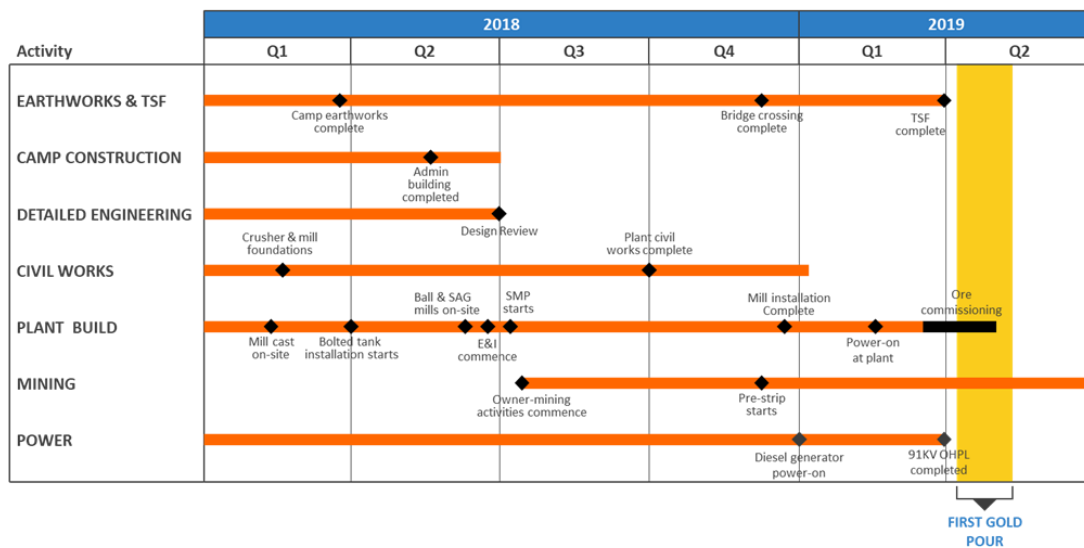 2018 2019
Activity Q1 Q2 Q3 Q4 Q1 Q2
EARTHWORKS & TSF
Camp earthworks
complete
Bridge crossing
complete
TSF
complete
CAMP CONSTRUCTION
Admin
building
completed
DETAILED ENGINEERING
Design Review
Crusher & mill
foundations
Plant civil
works complete
CIVIL WORKS
Ball & SAG
mills on-site
SMP
starts
Mill installation
Complete
Ore
commissioning
PLANT BUILD
Mill cast
on-site
Bolted tank
installation starts
E&I
commence
Power-on
at plant
MINING
Owner-mining
activities commence
Pre-strip
starts
POWER
Diesel generator
power-on
91KV OHPL
completed
FIRST GOLD
POUR